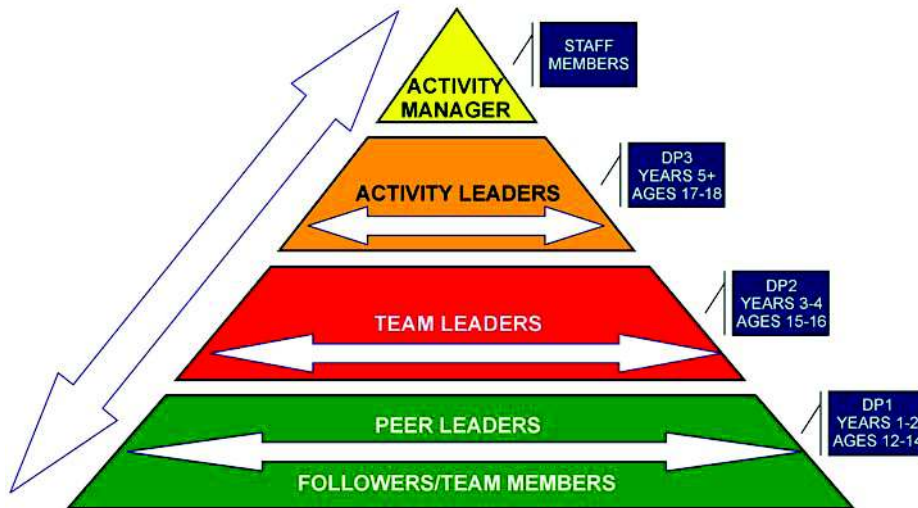 ACTIVITY
MANAGER
STAFF
MEMBERS
ACTIVITY LEADERS
DP3
YEARS 5+
AGES 17-18
TEAM LEADERS
DP2
YEARS 3-4
AGES 15-16
PEER LEADERS
FOLLOWERS/TEAM MEMBERS
DP1
YEARS 1-2
AGES 12-14